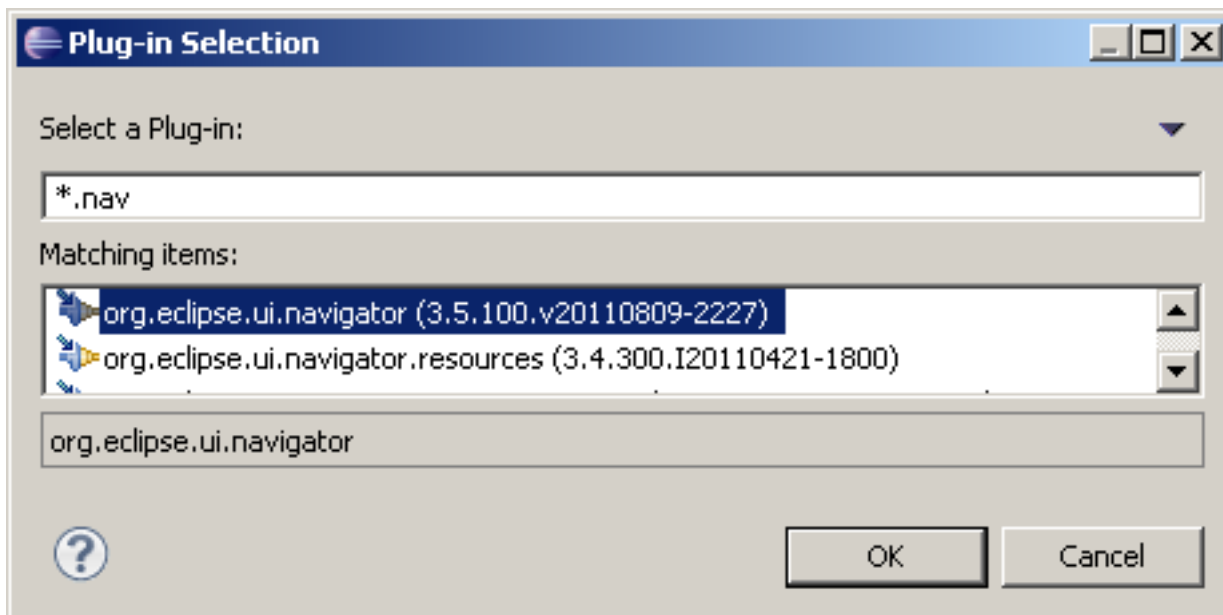 Plug-in Selection
Select a Plug-in:
*.nav
Matching items:
org.eclipse.ui.navigator (3.5.100.v20110809-2227)
org.eclipse.ui.navigator.resources (3.4.300.I20110421-1800)
org.eclipse.ui.navigator
OK Cancel